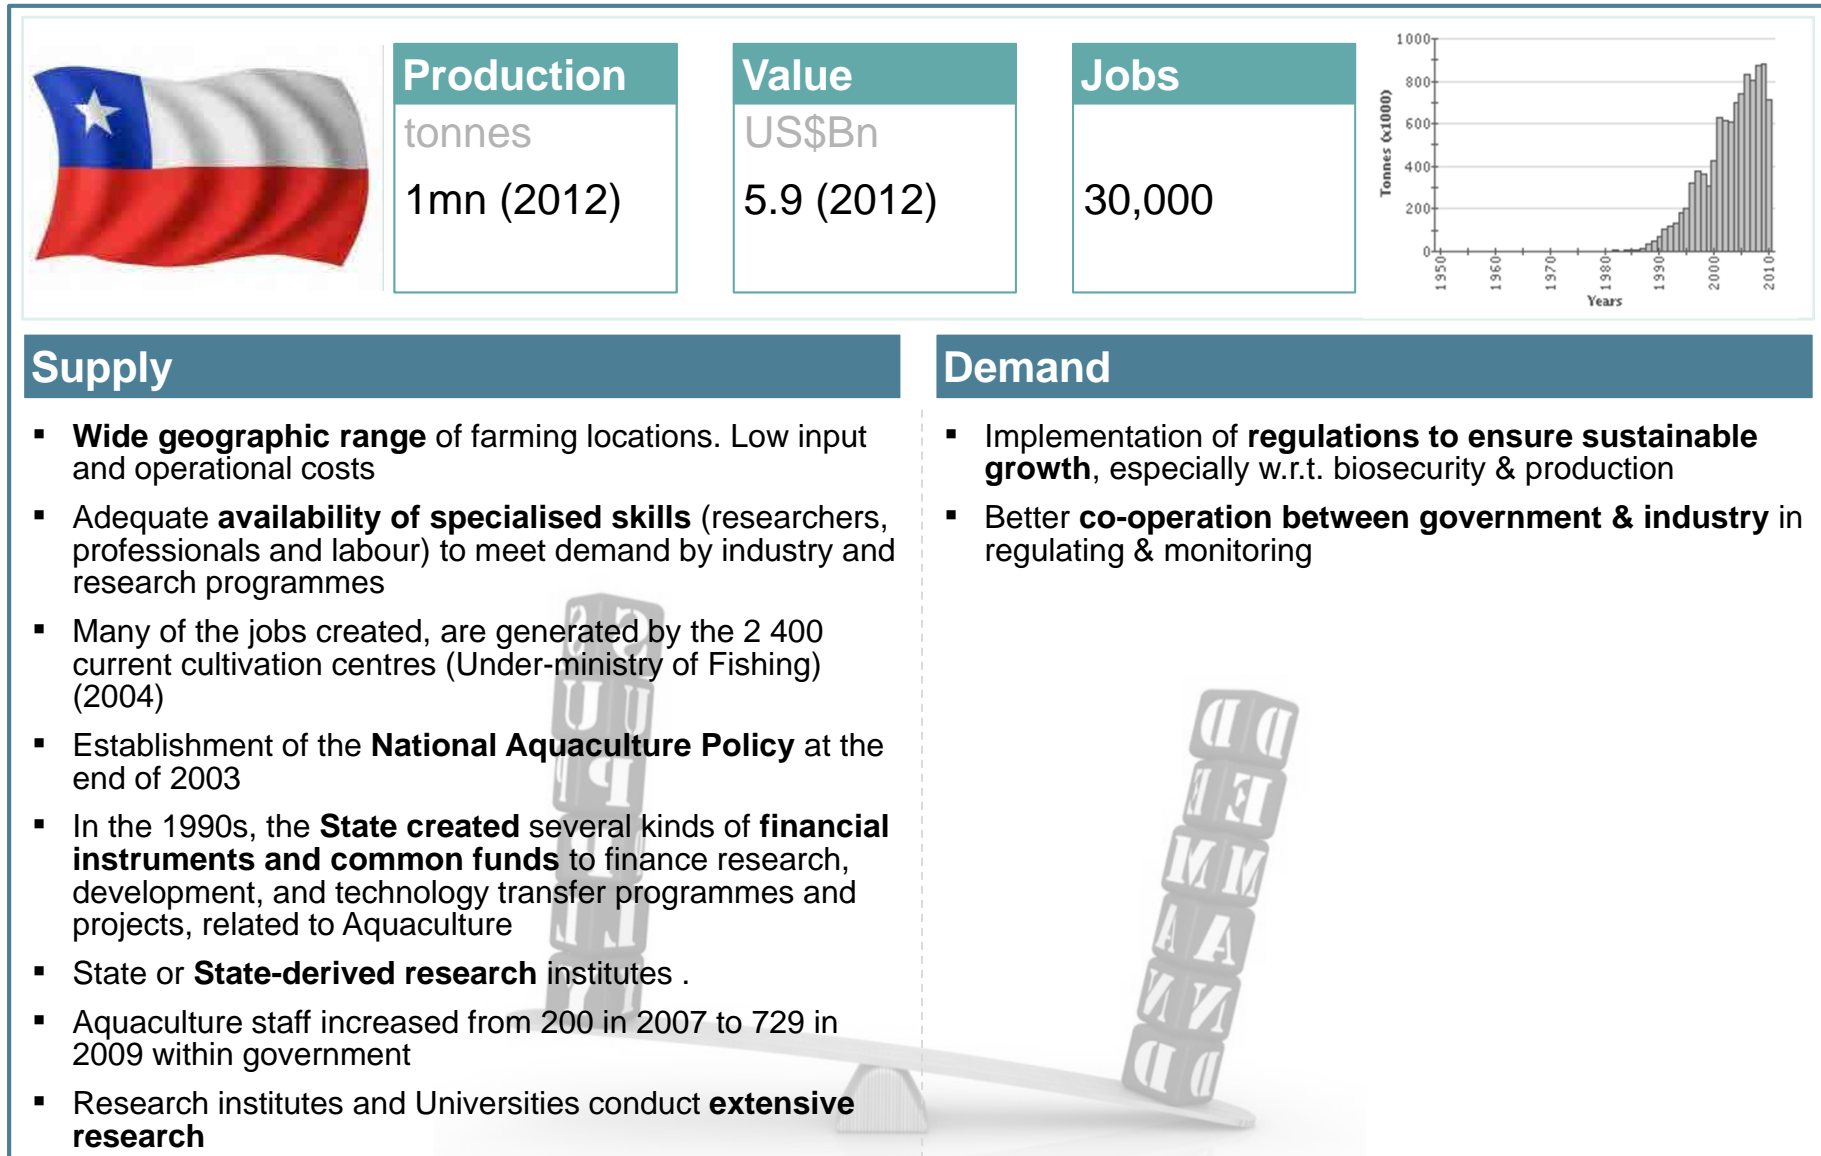 Production
tonnes
1mn (2012)
Value
US$Bn
5.9 (2012)
Jobs
30,000
1000
800
600
400
200
0
Tonnes (x1000)
1950
1960
1970
1980
1990
2000
2010
Years
Supply
▪ Wide geographic range of farming locations. Low input
and operational costs
▪ Adequate availability of specialised skills (researchers,
professionals and labour) to meet demand by industry and
research programmes
▪ Many of the jobs created, are generated by the 2 400
current cultivation centres (Under-ministry of Fishing)
(2004)
▪ Establishment of the National Aquaculture Policy at the
end of 2003
▪ In the 1990s, the State created several kinds of financial
instruments and common funds to finance research,
development, and technology transfer programmes and
projects, related to Aquaculture
▪ State or State-derived research institutes .
▪ Aquaculture staff increased from 200 in 2007 to 729 in
2009 within government
▪ Research institutes and Universities conduct extensive
research
Demand
▪ Implementation of regulations to ensure sustainable
growth, especially w.r.t. biosecurity & production
▪ Better co-operation between government & industry in
regulating & monitoring
SUPPLY
DEMAND